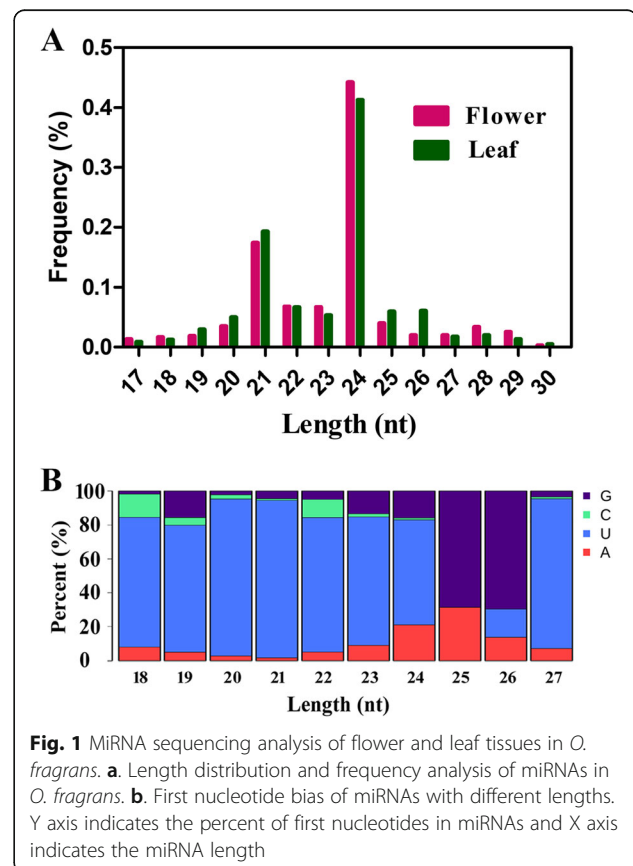 A
0.5
0.4
0.3
0.2
0.1
0.0
Frequency (%)
Flower
Leaf
17 18 19 20 21 22 23 24 25 26 27 28 29 30
Length (nt)
B
100
80
60
40
20
0
Percent (%)
G
C
U
A
18 19 20 21 22 23 24 25 26 27
Length (nt)
Fig. 1 MiRNA sequencing analysis of flower and leaf tissues in O.
fragrans. a. Length distribution and frequency analysis of miRNAs in
O. fragrans. b. First nucleotide bias of miRNAs with different lengths.
Y axis indicates the percent of first nucleotides in miRNAs and X axis
indicates the miRNA length